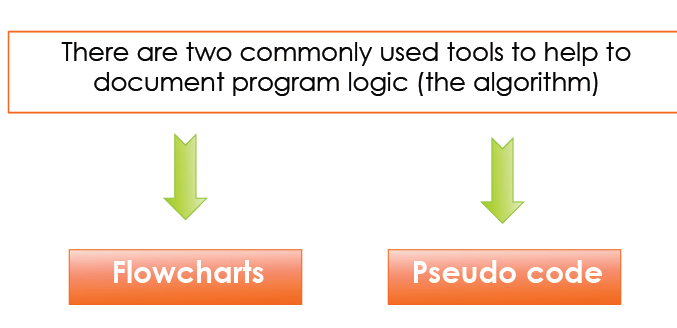 There are two commonly used tools to help to
document program logic (the algorithm)
Flowcharts
Pseudo code